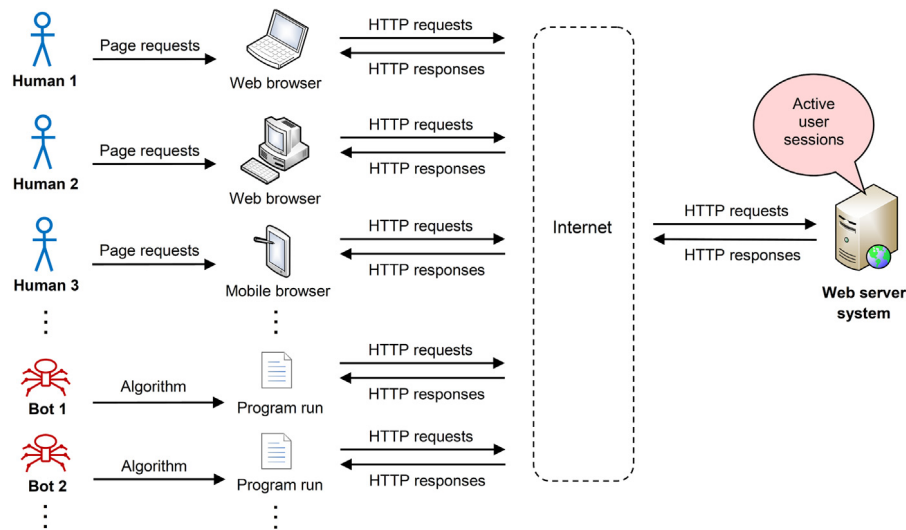 Human 1
Page requests
Web browser
HTTP requests
HTTP responses
Human 2
Page requests
Web browser
HTTP requests
HTTP responses
Human 3
Page requests
Mobile browser
HTTP requests
HTTP responses
Bot 1
Algorithm
Program run
HTTP requests
HTTP responses
Bot 2
Algorithm
Program run
HTTP requests
HTTP responses
Internet
HTTP requests
HTTP responses
Active
user
sessions
Web server
system